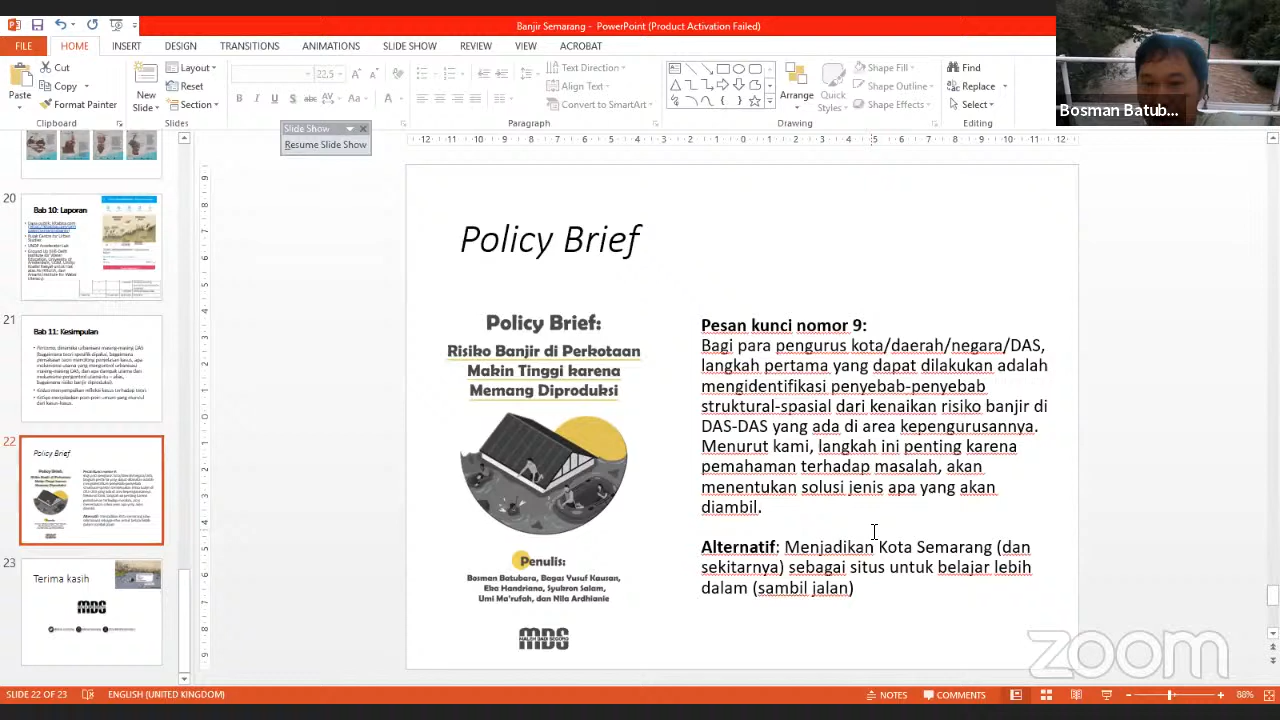 Banjir Semarang - PowerPoint (Product Activation Failed)
FILE HOME INSERT DESIGN TRANSITIONS ANIMATIONS SLIDE SHOW REVIEW VIEW ACROBAT
Paste
Cut
Copy
Format Painter
Clipboard
New
Slide
Layout
Reset
Section
Slides
22.5
B I U S abc AV Aa A
Text Direction
Align Text
Convert to SmartArt
Paragraph
Arrange
Quick
Styles
Shape Fill
Shape Outline
Shape Effects
Drawing
Find
Replace
Select
Editing
Bosman Batub...
Slide Show
Resume Slide Show
20
Bab 10: Laporan
21
Bab 11: Kesimpulan
22
Policy Brief
23
Terima kasih
MDS
Policy Brief
Policy Brief:
Risiko Banjir di Perkotaan
Makin Tinggi karena
Memang Diproduksi
Penulis:
Bosman Batubara, Bagas Yusuf Kausan,
Eka Handriana, Syukron Salam,
Umi Ma'rufah, dan Nila Ardhianie
MDS
Pesan kunci nomor 9:
Bagi para pengurus kota/daerah/negara/DAS,
langkah pertama yang dapat dilakukan adalah
mengidentifikasi penyebab-penyebab
struktural-spasial dari kenaikan risiko banjir di
DAS-DAS yang ada di area kepengurusannya.
Menurut kami, langkah ini penting karena
pemahaman terhadap masalah, akan
menentukan solusi jenis apa yang akan
diambil.
Alternatif: Menjadikan Kota Semarang (dan
sekitarnya) sebagai situs untuk belajar lebih
dalam (sambil jalan)
zoom
SLIDE 22 OF 23 ENGLISH (UNITED KINGDOM) NOTES COMMENTS 88%